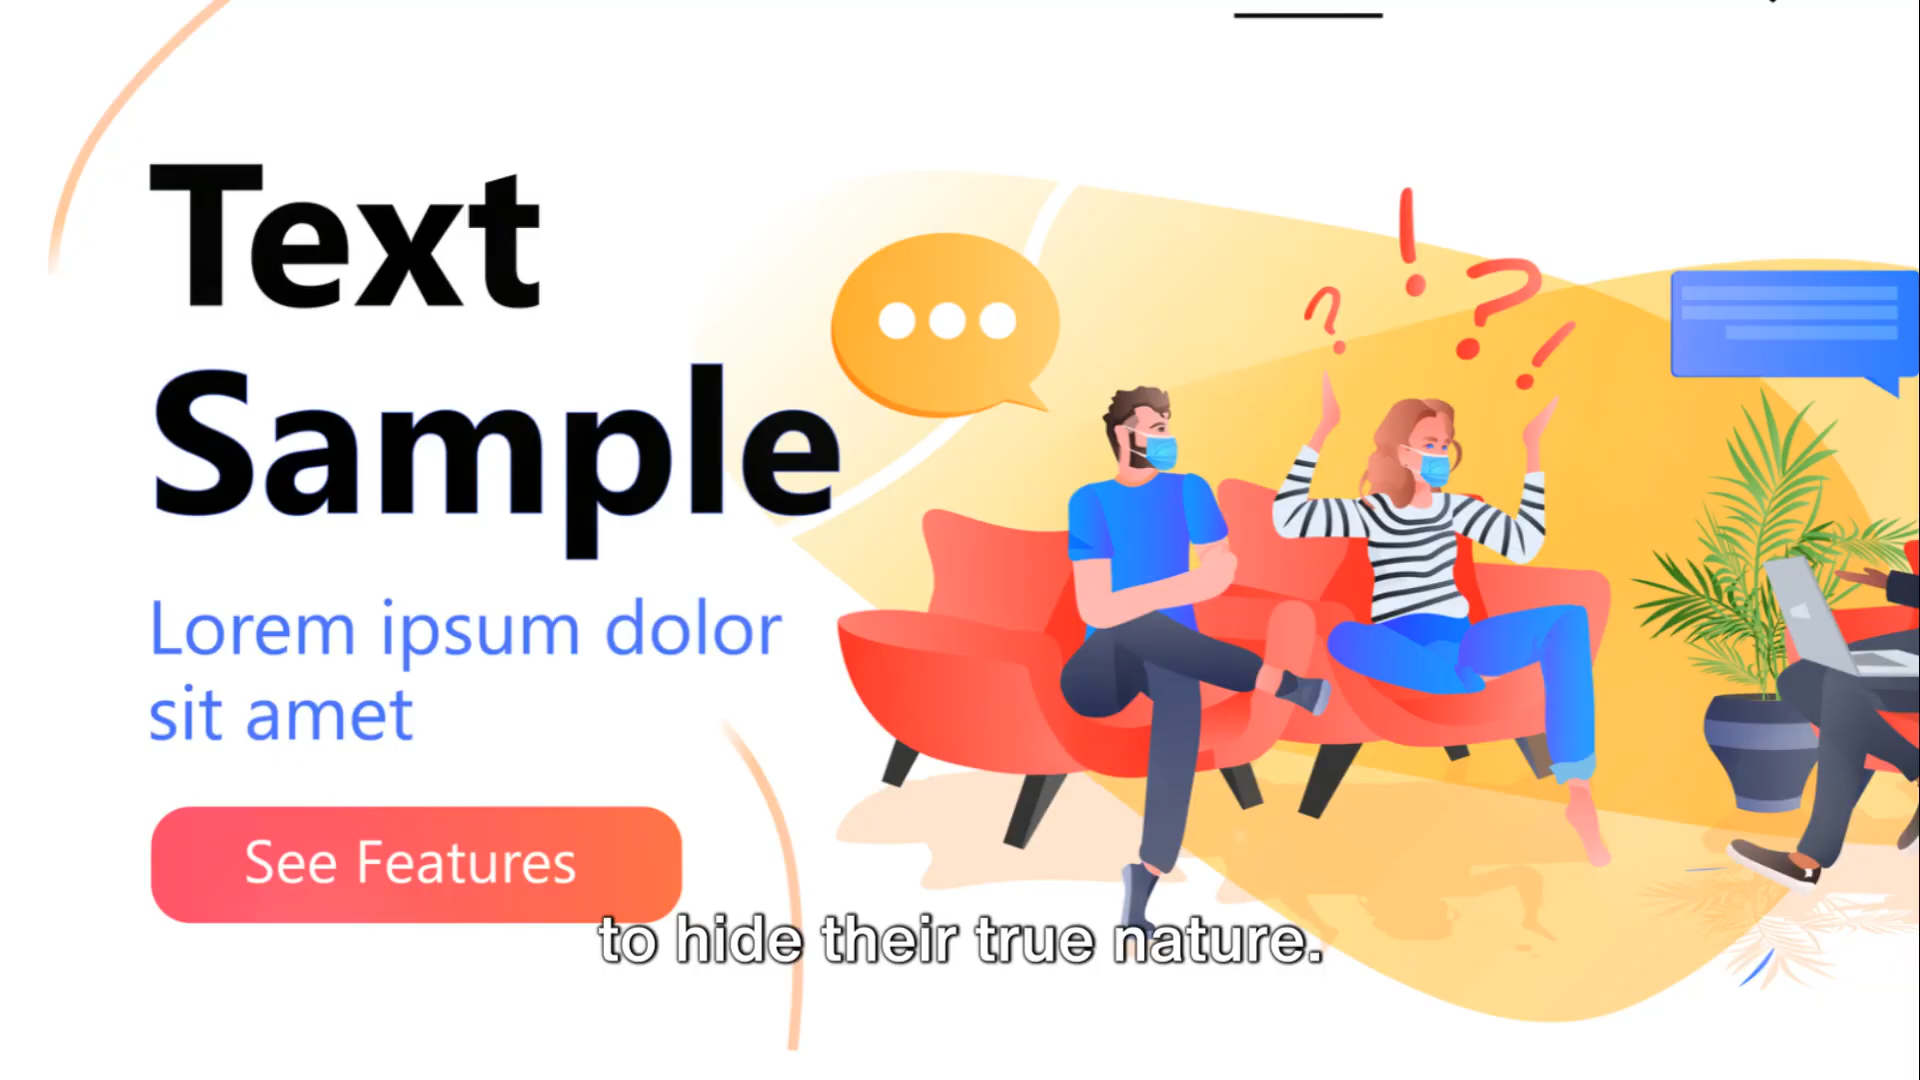 Text
Sample
Lorem ipsum dolor
sit amet
See Features
to hide their true nature.